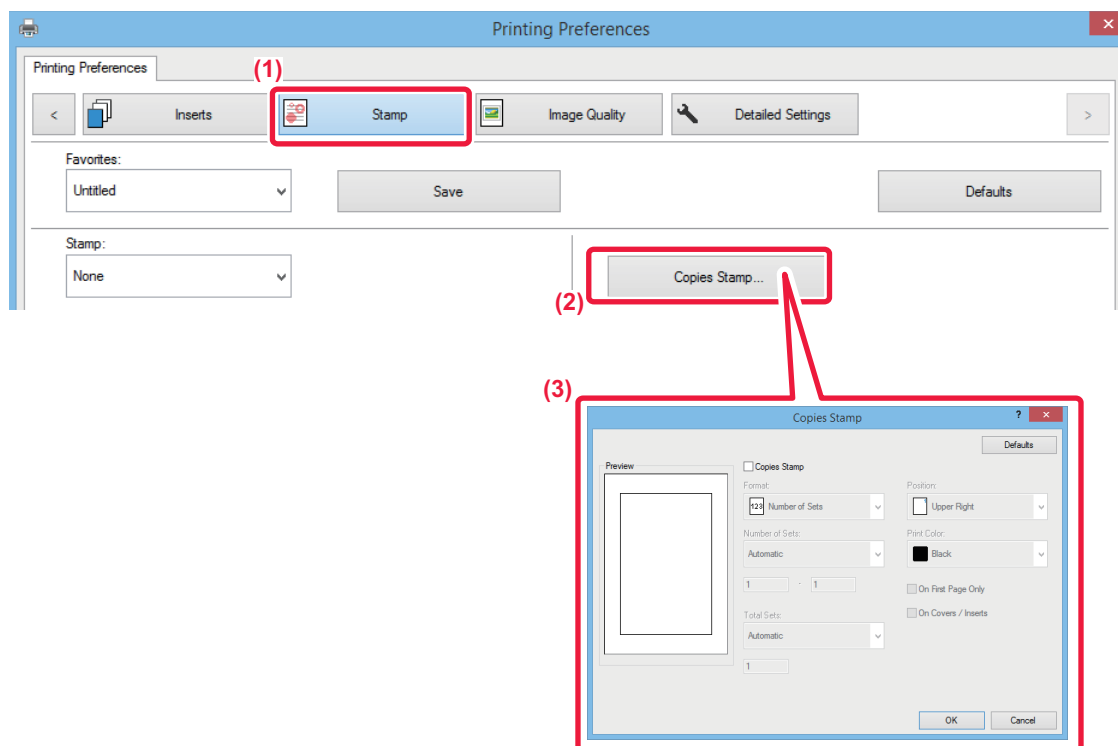 Printing Preferences
×
Printing Preferences
(1)
<
Inserts
Stamp
Image Quality
Detailed Settings
>
Favorites:
Untitled
Save
Defaults
Stamp:
None
Copies Stamp...
(2)
(3)
Copies Stamp
?
×
Defaults
Preview
Copies Stamp
Format:
Position:
123 Number of Sets
Upper Right
Number of Sets:
Print Color:
Automatic
Black
1 - 1
On First Page Only
Total Sets:
On Covers / Inserts
Automatic
1
OK
Cancel